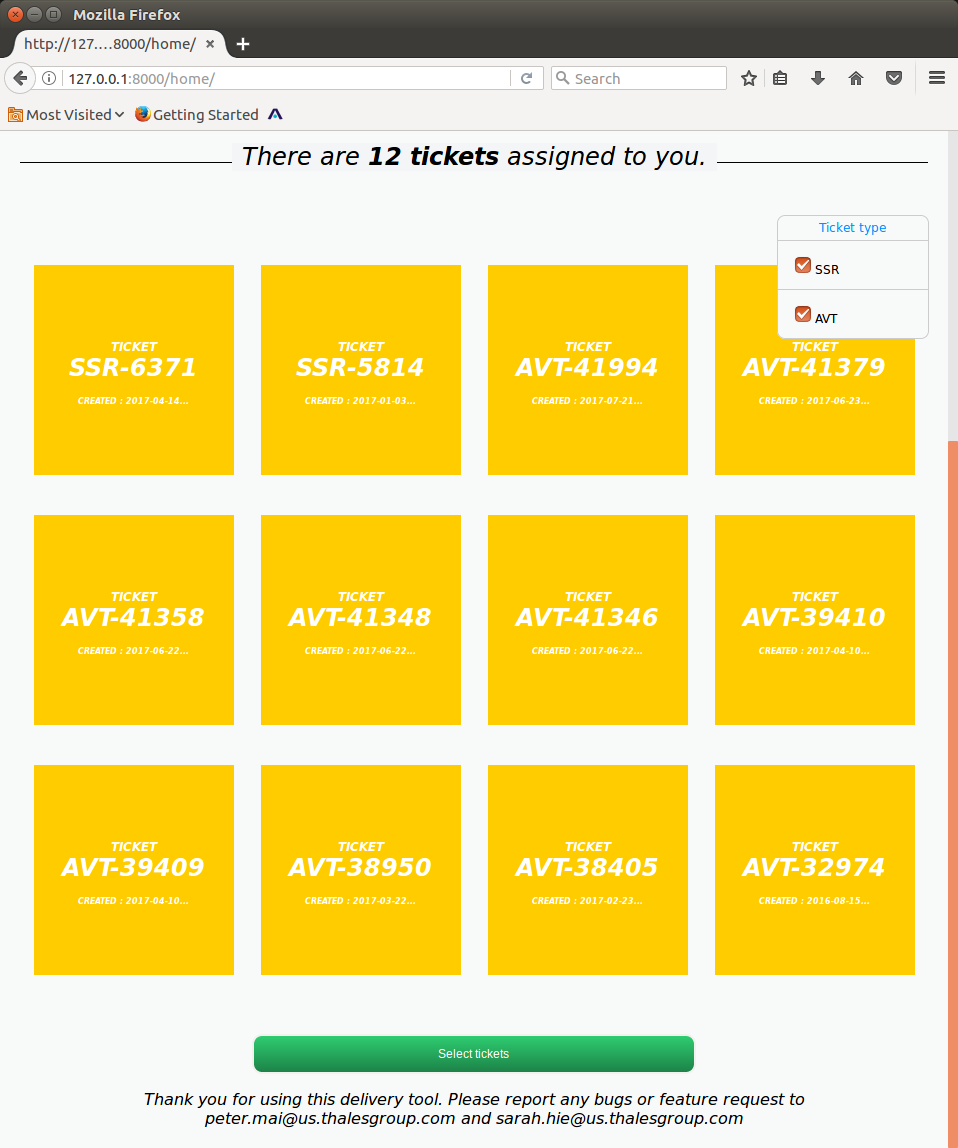 Mozilla Firefox
http://127....8000/home/
127.0.0.1:8000/home/
Search
Most Visited
Getting Started
There are 12 tickets assigned to you.
Ticket type
SSR
AVT
TICKET
SSR-6371
CREATED : 2017-04-14...
TICKET
SSR-5814
CREATED : 2017-01-03...
TICKET
AVT-41994
CREATED : 2017-07-21...
TICKET
AVT-41379
CREATED : 2017-06-23...
TICKET
AVT-41358
CREATED : 2017-06-22...
TICKET
AVT-41348
CREATED : 2017-06-22...
TICKET
AVT-41346
CREATED : 2017-06-22...
TICKET
AVT-39410
CREATED : 2017-04-10...
TICKET
AVT-39409
CREATED : 2017-04-10...
TICKET
AVT-38950
CREATED : 2017-03-22...
TICKET
AVT-38405
CREATED : 2017-02-23...
TICKET
AVT-32974
CREATED : 2016-08-15...
Select tickets
Thank you for using this delivery tool. Please report any bugs or feature request to
peter.mai@us.thalesgroup.com and sarah.hie@us.thalesgroup.com